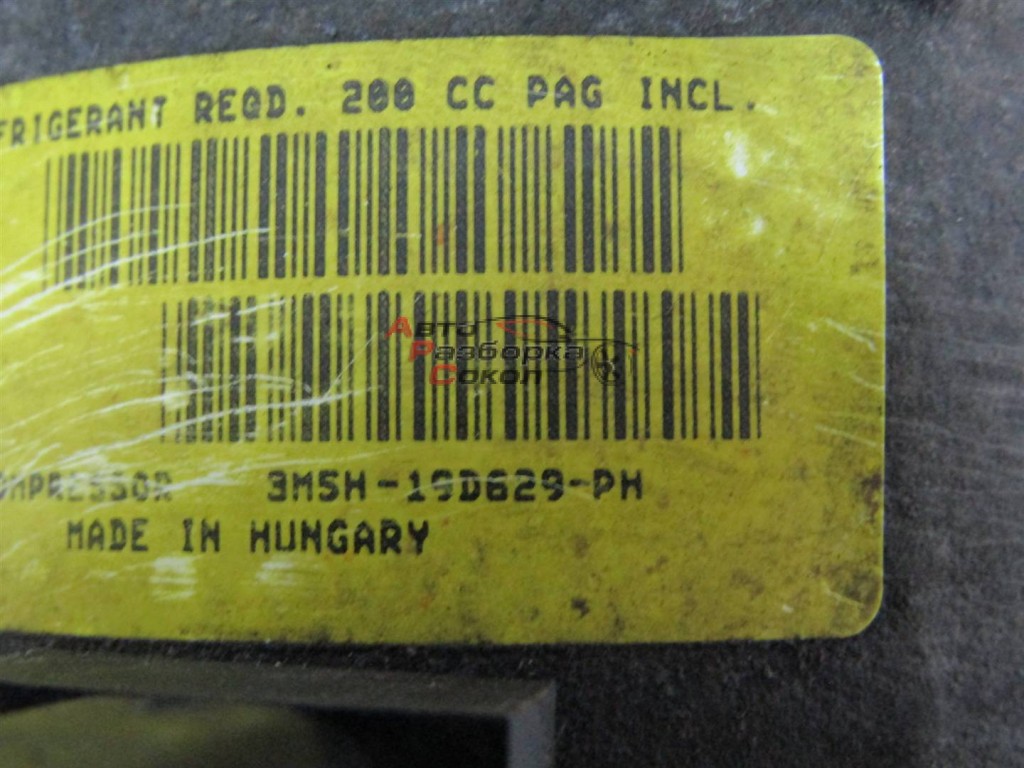 FRIGERANT REQD. 200 CC PAG INCL.
Авто
Разборка
Сокол
OMPRESSOR 3M5H-19D629-PH
MADE IN HUNGARY